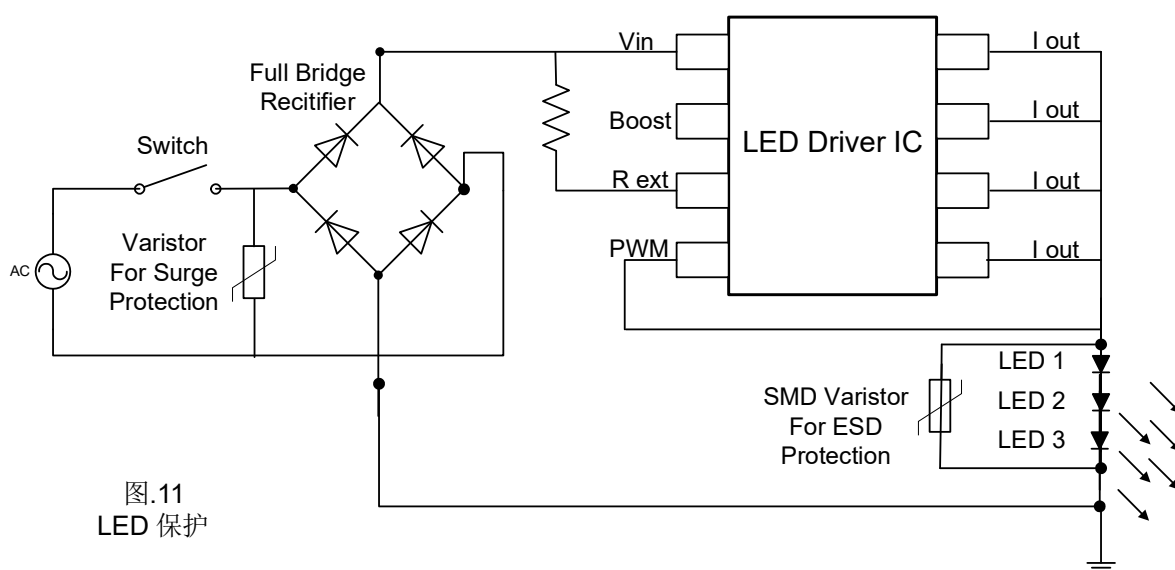 Full Bridge
Recitifier
Switch
AC
Varistor
For Surge
Protection
Vin
Boost
R ext
PWM
LED Driver IC
I out
I out
I out
I out
SMD Varistor
For ESD
Protection
LED 1
LED 2
LED 3
图.11
LED 保护